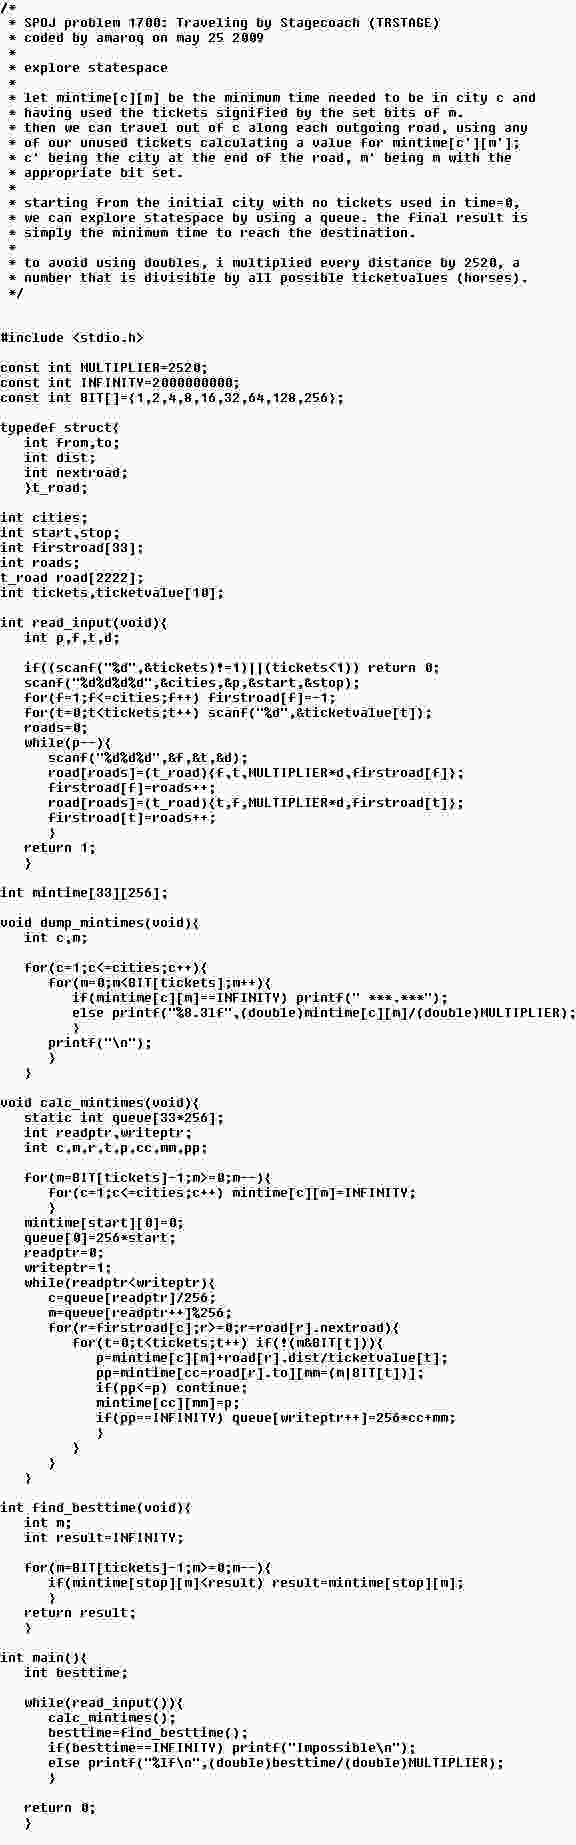 /*
 * SPOJ problem 1700: Traveling by Stagecoach (TRSTAGE)
 * coded by amaroq on may 25 2009
 *
 * explore statespace
 *
 * let mintime[c][m] be the minimum time needed to be in city c and
 * having used the tickets signified by the set bits of m.
 * then we can travel out of c along each outgoing road, using any
 * of our unused tickets calculating a value for mintime[c'][m'];
 * c' being the city at the end of the road, m' being m with the
 * appropriate bit set.
 *
 * starting from the initial city with no tickets used in time=0,
 * we can explore statespace by using a queue. the final result is
 * simply the minimum time to reach the destination.
 *
 * to avoid using doubles, i multiplied every distance by 2520, a
 * number that is divisible by all possible ticketvalues (horses).
 */

#include <stdio.h>

const int MULTIPLIER=2520;
const int INFINITY=2000000000;
const int BIT[]={1,2,4,8,16,32,64,128,256};

typedef struct{
   int from,to;
   int dist;
   int nextroad;
   }t_road;

int cities;
int start,stop;
int firstroad[33];
int roads;
t_road road[2222];
int tickets,ticketvalue[10];

int read_input(void){
   int p,f,t,d;

   if((scanf("%d",&tickets)!=1)||(tickets<1)) return 0;
   scanf("%d%d%d%d",&cities,&p,&start,&stop);
   for(f=1;f<=cities;f++) firstroad[f]=-1;
   for(t=0;t<tickets;t++) scanf("%d",&ticketvalue[t]);
   roads=0;
   while(p--){
      scanf("%d%d%d",&f,&t,&d);
      road[roads]=(t_road){f,t,MULTIPLIER*d,firstroad[f]};
      firstroad[f]=roads++;
      road[roads]=(t_road){t,f,MULTIPLIER*d,firstroad[t]};
      firstroad[t]=roads++;
      }
   return 1;
   }

int mintime[33][256];

void dump_mintimes(void){
   int c,m;

   for(c=1;c<=cities;c++){
      for(m=0;m<BIT[tickets];m++){
         if(mintime[c][m]==INFINITY) printf(" ***.***");
         else printf("%8.3lf",(double)mintime[c][m]/(double)MULTIPLIER);
         }
      printf("\n");
      }
   }

void calc_mintimes(void){
   static int queue[33*256];
   int readptr,writeptr;
   int c,m,r,t,p,cc,mm,pp;

   for(m=BIT[tickets]-1;m>=0;m--){
      for(c=1;c<=cities;c++) mintime[c][m]=INFINITY;
      }
   mintime[start][0]=0;
   queue[0]=256*start;
   readptr=0;
   writeptr=1;
   while(readptr<writeptr){
      c=queue[readptr]/256;
      m=queue[readptr++]%256;
      for(r=firstroad[c];r>=0;r=road[r].nextroad){
         for(t=0;t<tickets;t++) if(!(m&BIT[t])){
            p=mintime[c][m]+road[r].dist/ticketvalue[t];
            pp=mintime[cc=road[r].to][mm=(m|BIT[t])];
            if(pp<=p) continue;
            mintime[cc][mm]=p;
            if(pp==INFINITY) queue[writeptr++]=256*cc+mm;
            }
         }
      }
   }

int find_besttime(void){
   int m;
   int result=INFINITY;

   for(m=BIT[tickets]-1;m>=0;m--){
      if(mintime[stop][m]<result) result=mintime[stop][m];
      }
   return result;
   }

int main(){
   int besttime;

   while(read_input()){
      calc_mintimes();
      besttime=find_besttime();
      if(besttime==INFINITY) printf("Impossible\n");
      else printf("%lf\n",(double)besttime/(double)MULTIPLIER);
      }

   return 0;
   }